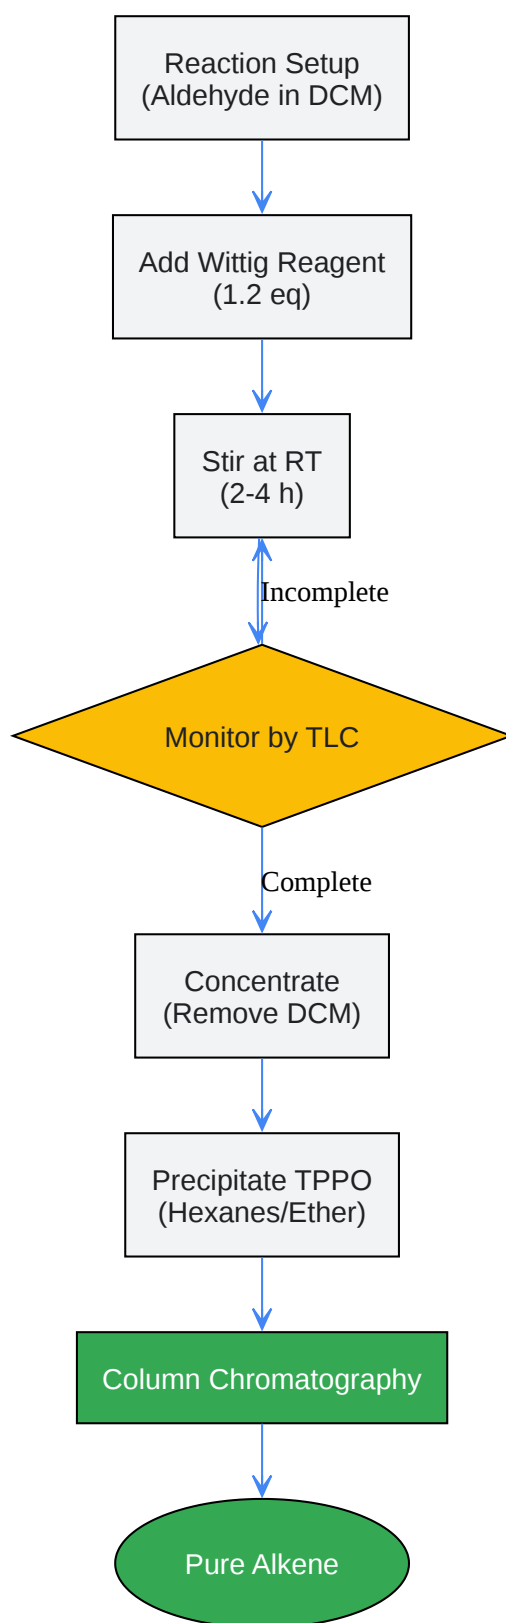 Reaction Setup
(Aldehyde in DCM)
Add Wittig Reagent
(1.2 eq)
Stir at RT
(2-4 h)
Incomplete
Monitor by TLC
Complete
Concentrate
(Remove DCM)
Precipitate TPPO
(Hexanes/Ether)
Column Chromatography
Pure Alkene